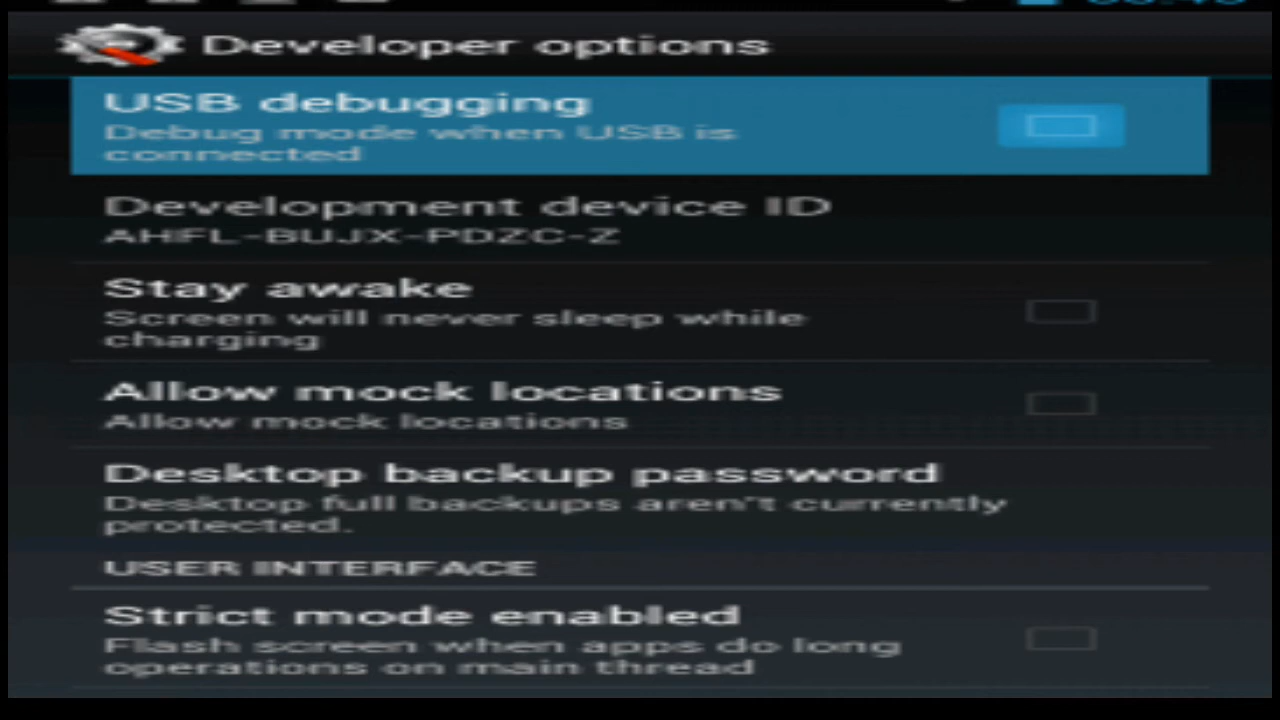 Developer options
USB debugging
Debug mode when USB is
connected
Development device ID
AHFL-BUJX-PDZC-Z
Stay awake
Screen will never sleep while
charging
Allow mock locations
Allow mock locations
Desktop backup password
Desktop full backups aren't currently
protected.
USER INTERFACE
Strict mode enabled
Flash screen when apps do long
operations on main thread